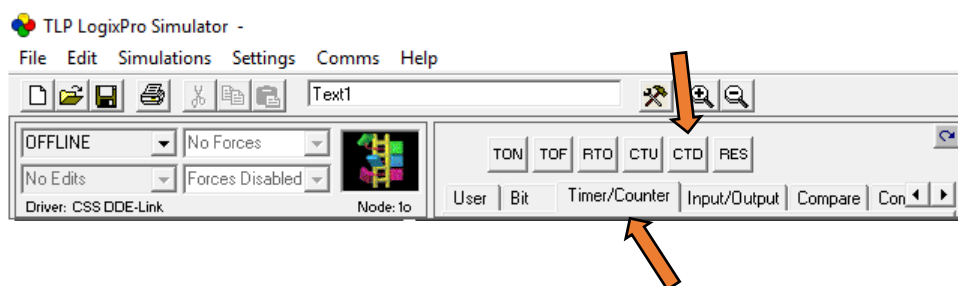 TLP LogixPro Simulator -
File Edit Simulations Settings Comms Help
Text1
OFFLINE No Forces
No Edits Forces Disabled
Driver: CSS DDE-Link Node: 1o
TON TOF RTO CTU CTD RES
User Bit Timer/Counter Input/Output Compare